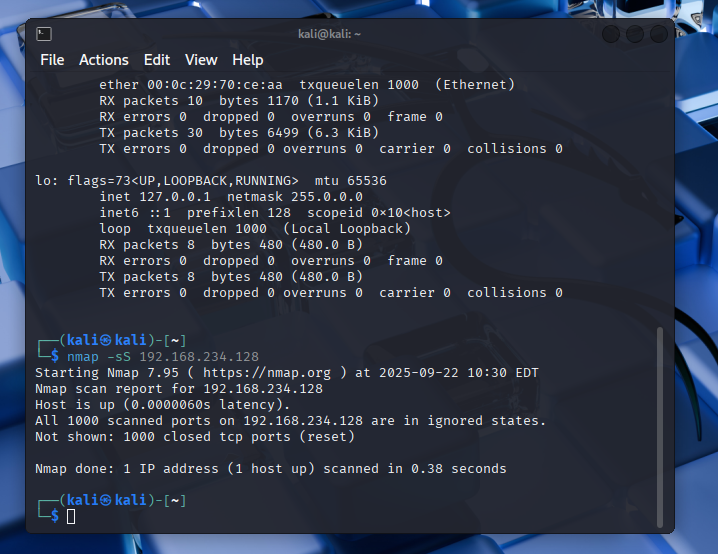 kali@kali: ~
File Actions Edit View Help
ether 00:0c:29:70:ce:aa txqueuelen 1000 (Ethernet)
RX packets 10 bytes 1170 (1.1 KiB)
RX errors 0 dropped 0 overruns 0 frame 0
TX packets 30 bytes 6499 (6.3 KiB)
TX errors 0 dropped 0 overruns 0 carrier 0 collisions 0
lo: flags=73<UP,LOOPBACK,RUNNING> mtu 65536
inet 127.0.0.1 netmask 255.0.0.0
inet6 ::1 prefixlen 128 scopeid 0×10<host>
loop txqueuelen 1000 (Local Loopback)
RX packets 8 bytes 480 (480.0 B)
RX errors 0 dropped 0 overruns 0 frame 0
TX packets 8 bytes 480 (480.0 B)
TX errors 0 dropped 0 overruns 0 carrier 0 collisions 0
┌──(kali㉿kali)-[~]
└─$ nmap -sS 192.168.234.128
Starting Nmap 7.95 ( https://nmap.org ) at 2025-09-22 10:30 EDT
Nmap scan report for 192.168.234.128
Host is up (0.0000060s latency).
All 1000 scanned ports on 192.168.234.128 are in ignored states.
Not shown: 1000 closed tcp ports (reset)
Nmap done: 1 IP address (1 host up) scanned in 0.38 seconds
┌──(kali㉿kali)-[~]
└─$